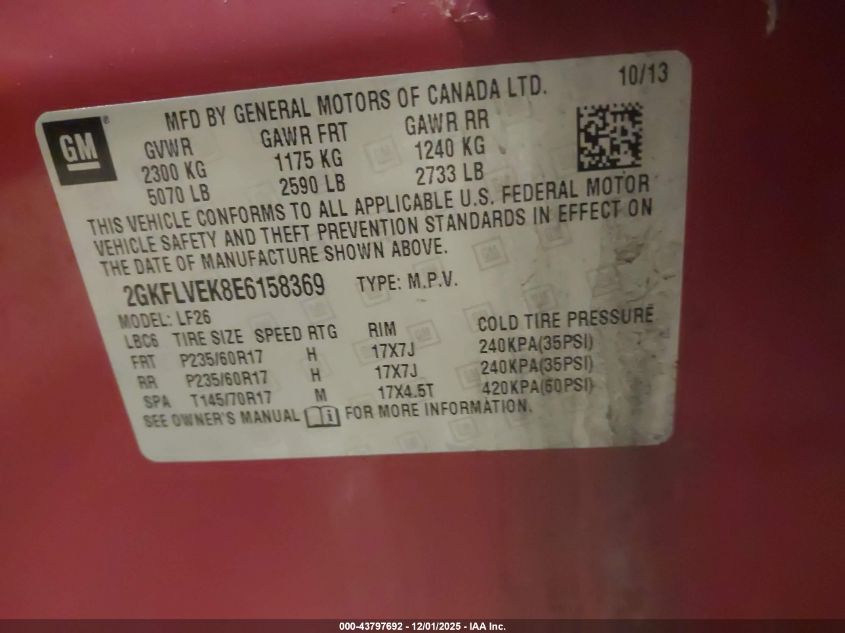 GM
®
MFD BY GENERAL MOTORS OF CANADA LTD.
10/13
GVWR GAWR FRT GAWR RR
2300 KG 1175 KG 1240 KG
5070 LB 2590 LB 2733 LB
THIS VEHICLE CONFORMS TO ALL APPLICABLE U.S. FEDERAL MOTOR
VEHICLE SAFETY AND THEFT PREVENTION STANDARDS IN EFFECT ON
THE DATE OF MANUFACTURE SHOWN ABOVE.
2GKFLVEK8E6158369 TYPE: M.P.V.
MODEL: LF26
LBC6 TIRE SIZE SPEED RTG RIM COLD TIRE PRESSURE
FRT P235/60R17 H 17X7J 240KPA(35PSI)
RR P235/60R17 H 17X7J 240KPA(35PSI)
SPA T145/70R17 M 17X4.5T 420KPA(60PSI)
SEE OWNER'S MANUAL FOR MORE INFORMATION.
000-43797692 - 12/01/2025 - IAA Inc.